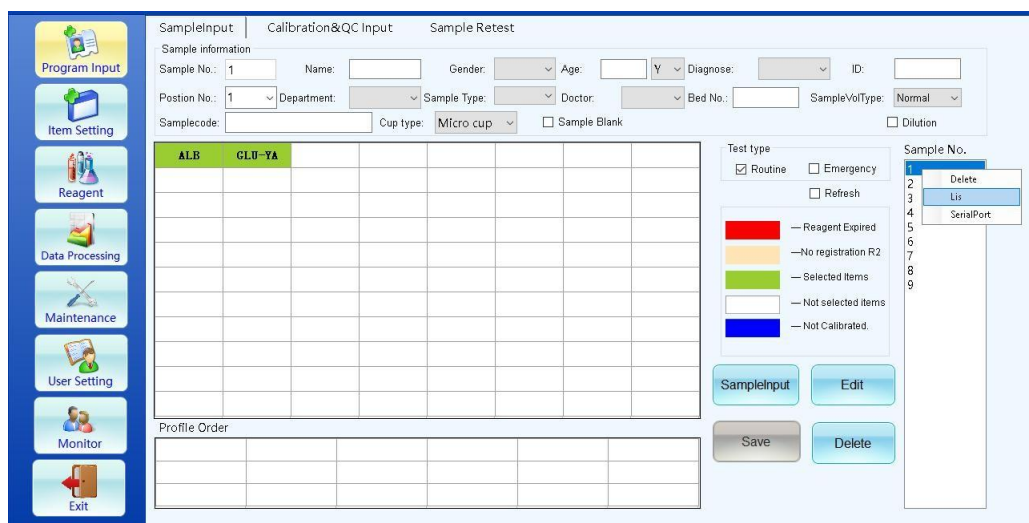 Program Input
Item Setting
Reagent
Data Processing
Maintenance
User Setting
Monitor
Exit
SampleInput Calibration&QC Input Sample Retest
Sample information
Sample No.: 1 Name: Gender: Age: Y Diagnose: ID:
Postion No.: 1 Department: Sample Type: Doctor: Bed No.: SampleVolType: Normal
Samplecode: Cup type: Micro cup Sample Blank Dilution
ALB GLU-YA
Profile Order
Test type
Routine Emergency
Refresh
— Reagent Expired
—No registration R2
— Selected Items
— Not selected items
— Not Calibrated.
SampleInput Edit
Save Delete
Sample No.
1
2
3
4
5
6
7
8
9
Delete
Lis
SerialPort